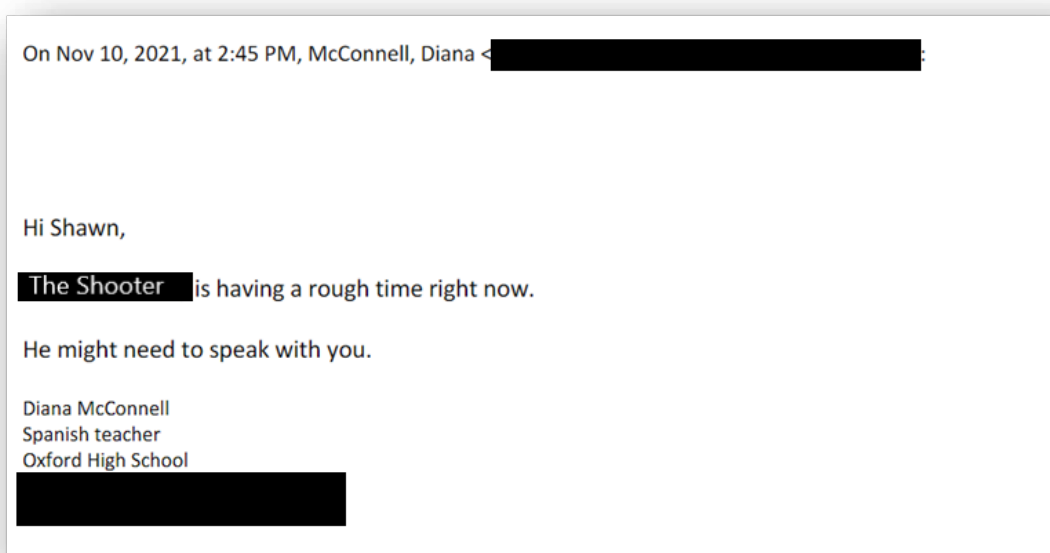 On Nov 10, 2021, at 2:45 PM, McConnell, Diana <:
Hi Shawn,
The Shooter is having a rough time right now.
He might need to speak with you.
Diana McConnell
Spanish teacher
Oxford High School